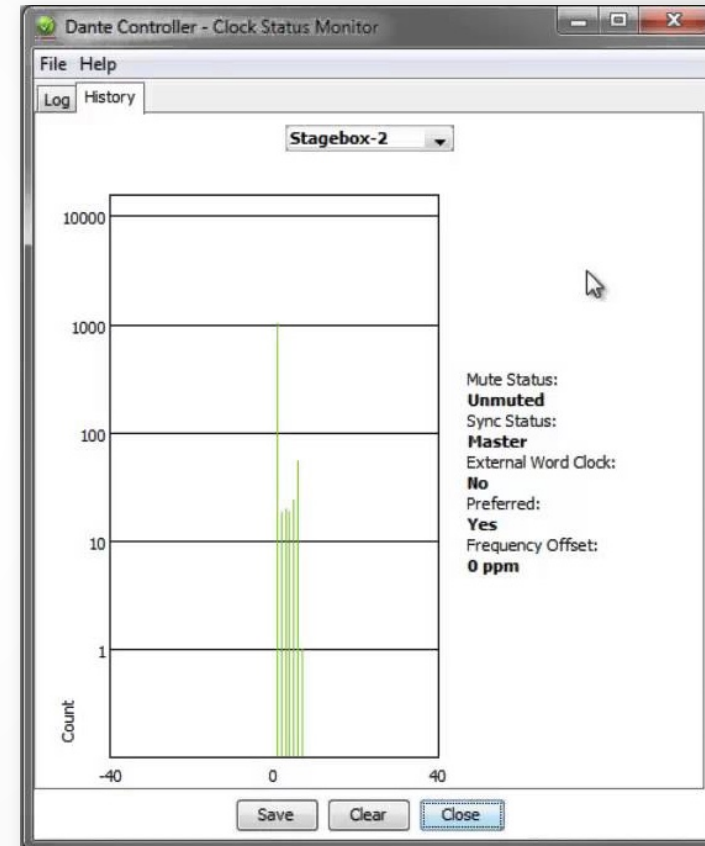 Dante Controller - Clock Status Monitor
File Help
Log History
Stagebox-2
10000
1000
100
10
1
Count
-40 0 40
Mute Status:
Unmuted
Sync Status:
Master
External Word Clock:
No
Preferred:
Yes
Frequency Offset:
0 ppm
Save Clear Close